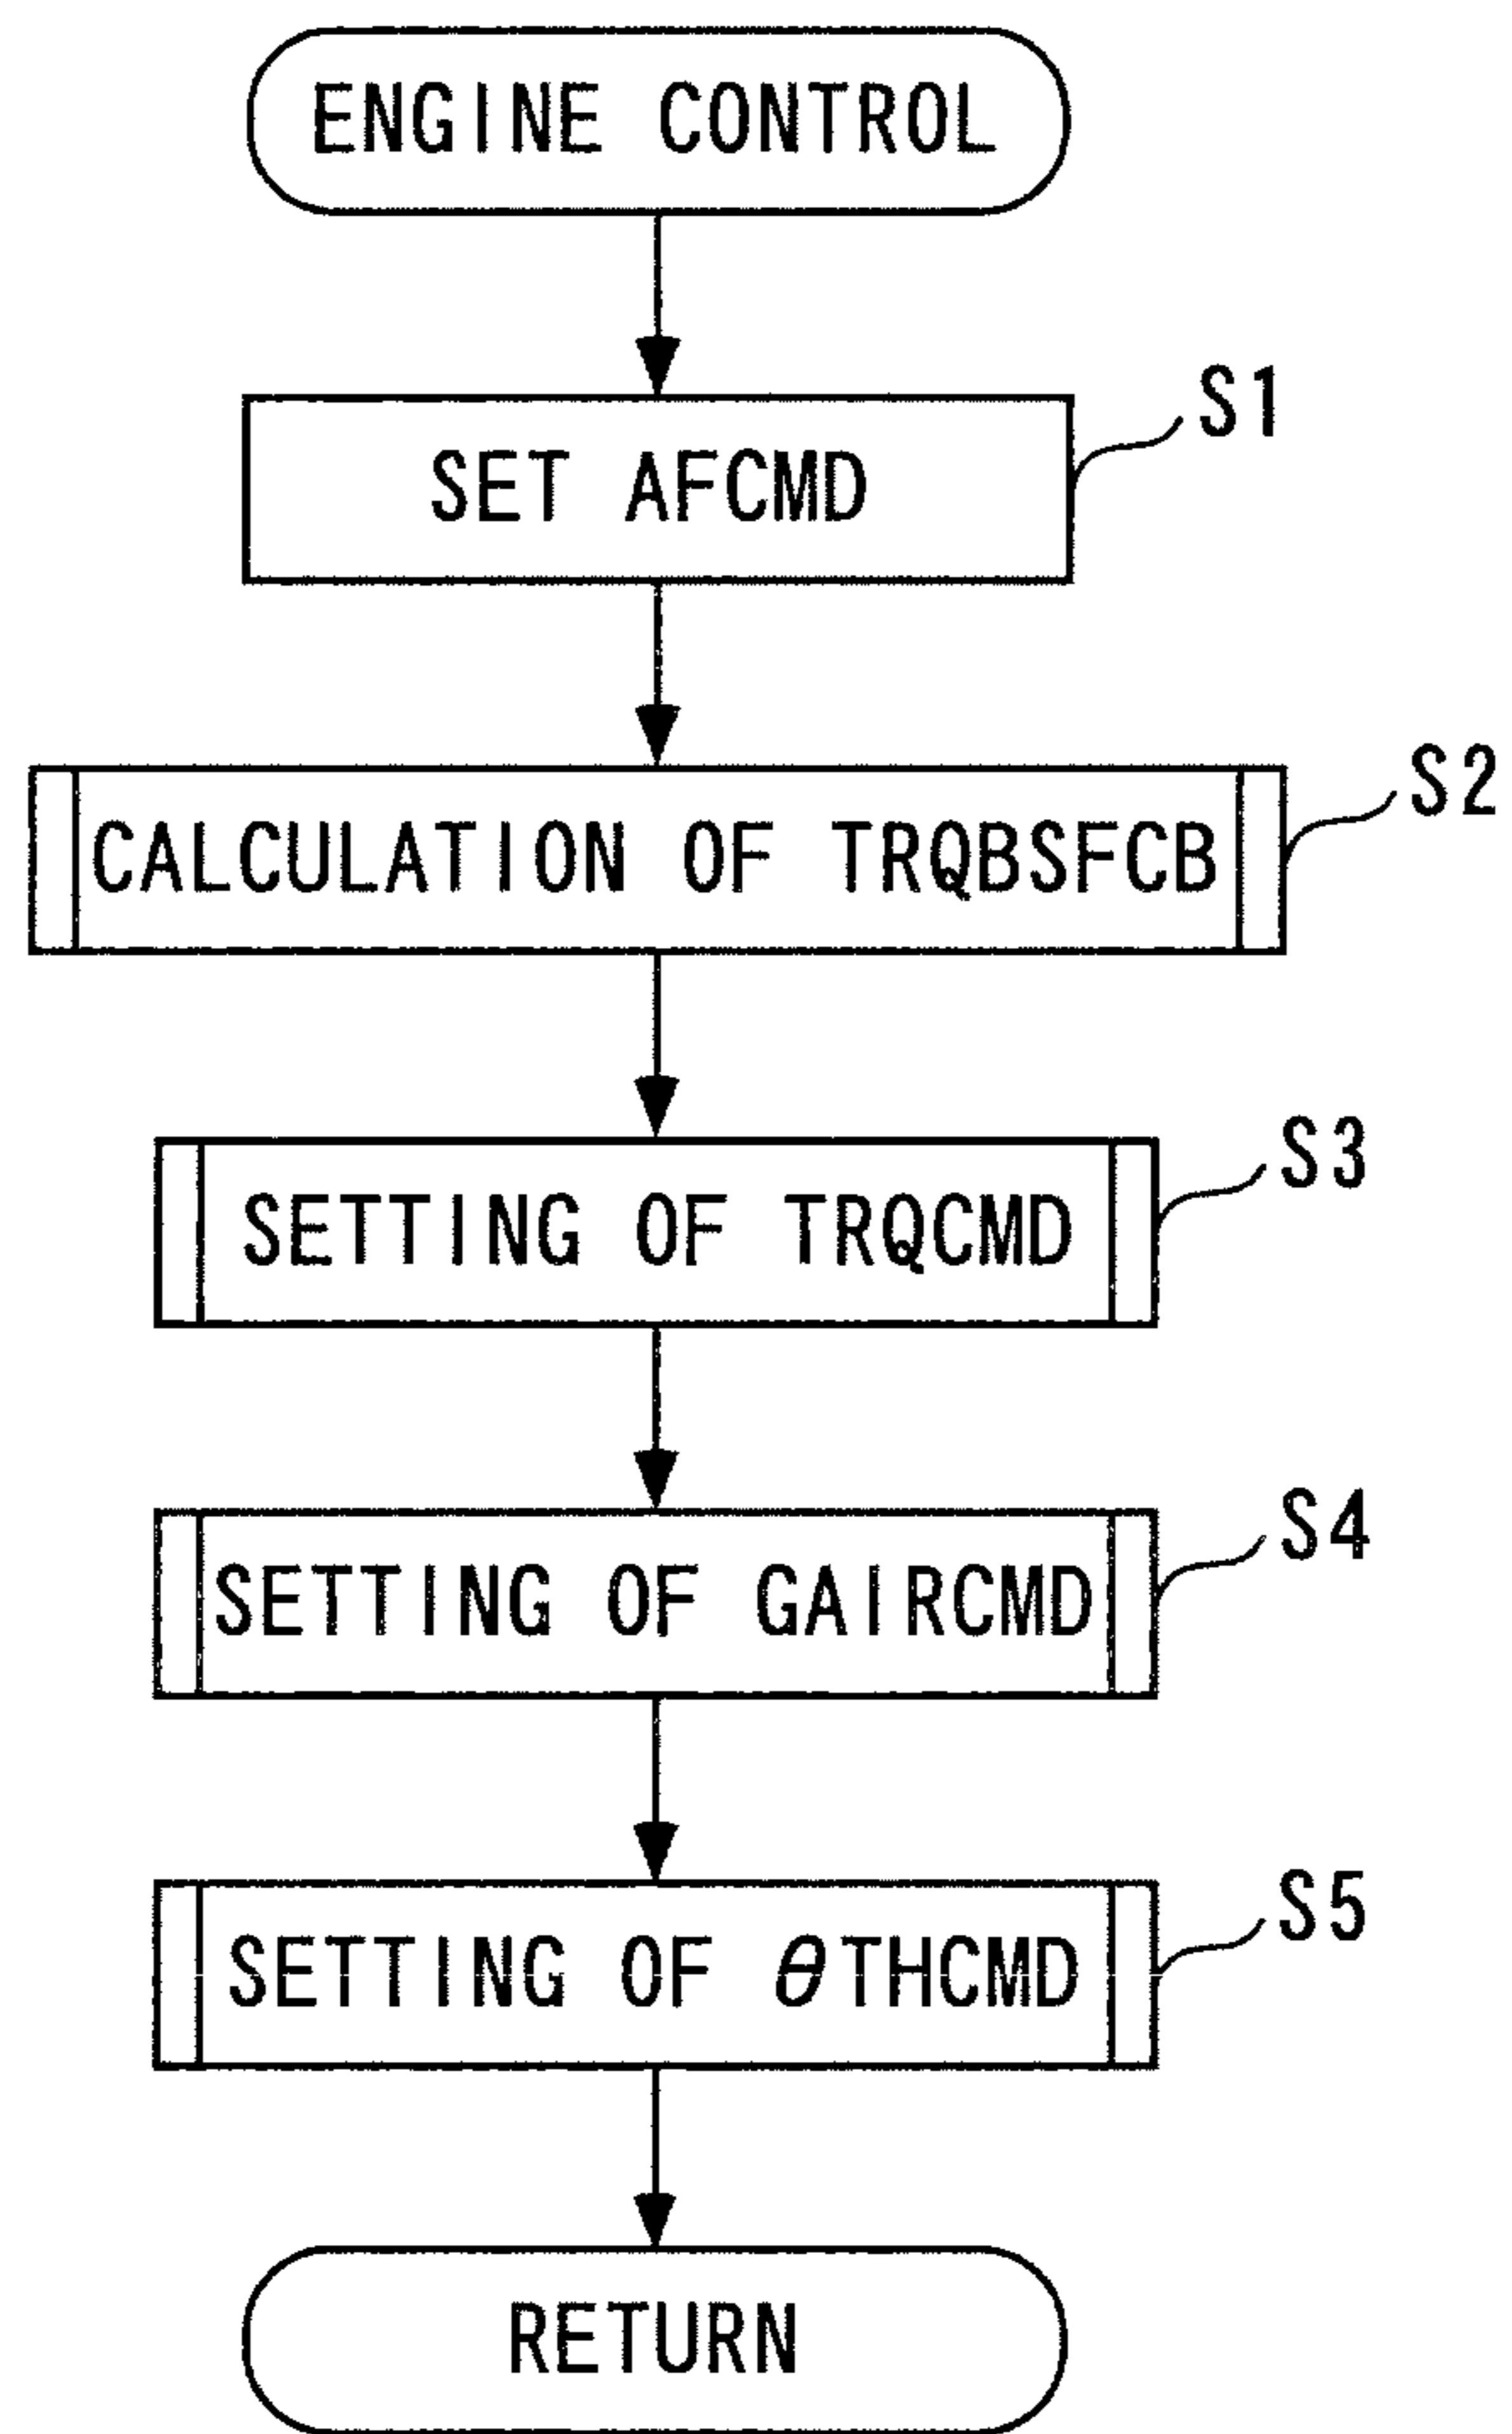 ENGINE CONTROL
S1
SET AFCMD
S2
CALCULATION OF TRQBSFCB
S3
SETTING OF TRQCMD
S4
SETTING OF GAIRCMD
S5
SETTING OF θTHCMD
RETURN